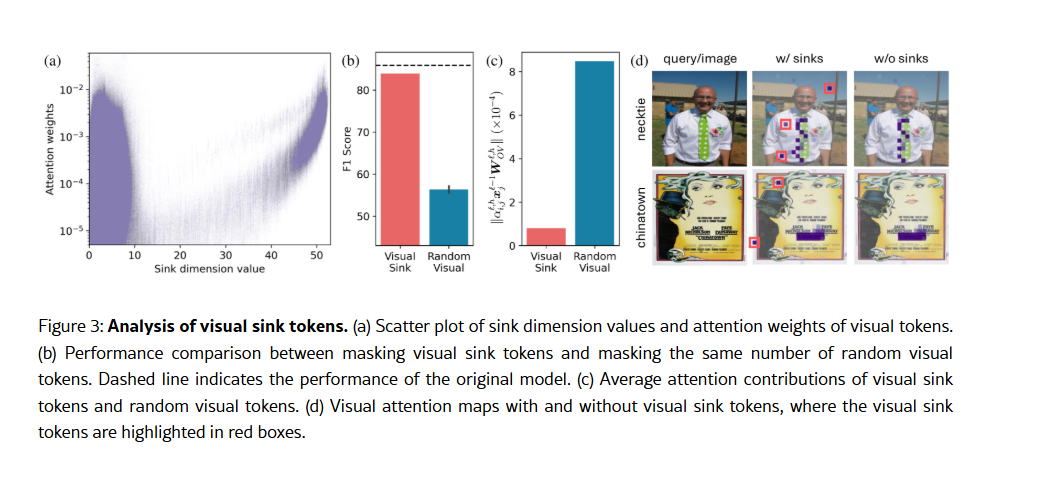 (a)
Attention weights
10⁻²
10⁻³
10⁻⁴
10⁻⁵
0 10 20 30 40 50
Sink dimension value
(b)
F1 Score
80
70
60
50
Visual Sink
Random Visual
(c)
‖α_{i,j}^{ℓ,h} x_j^{ℓ−1} W_{OV}^{ℓ,h}‖ (×10⁻⁴)
8
6
4
2
0
Visual Sink
Random Visual
(d)
query/image w/ sinks w/o sinks
necktie
chinatown
JACK NICHOLSON
FAYE DUNAWAY
"CHINATOWN"
Figure 3: Analysis of visual sink tokens. (a) Scatter plot of sink dimension values and attention weights of visual tokens.
(b) Performance comparison between masking visual sink tokens and masking the same number of random visual
tokens. Dashed line indicates the performance of the original model. (c) Average attention contributions of visual sink
tokens and random visual tokens. (d) Visual attention maps with and without visual sink tokens, where the visual sink
tokens are highlighted in red boxes.